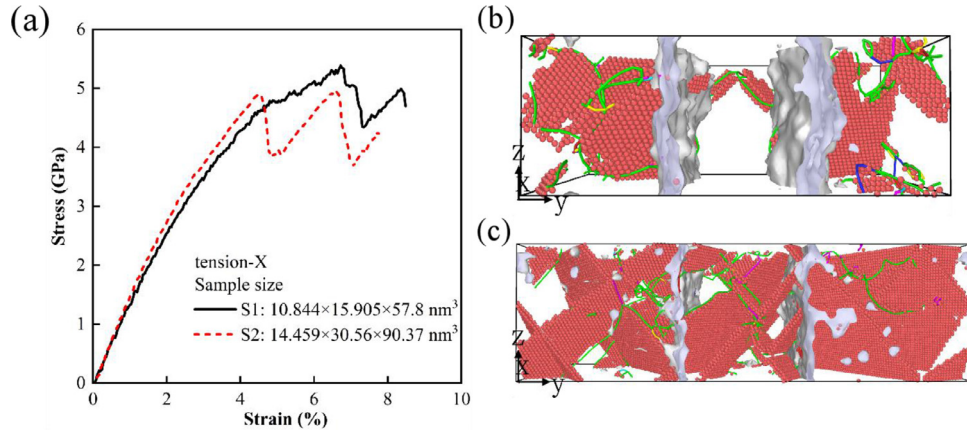 (a)
6
5
4
3
2
1
0
Stress (GPa)
tension-X
Sample size
S1: 10.844×15.905×57.8 nm³
S2: 14.459×30.56×90.37 nm³
0 2 4 6 8 10
Strain (%)
(b)
Z
X
y
(c)
Z
X
y